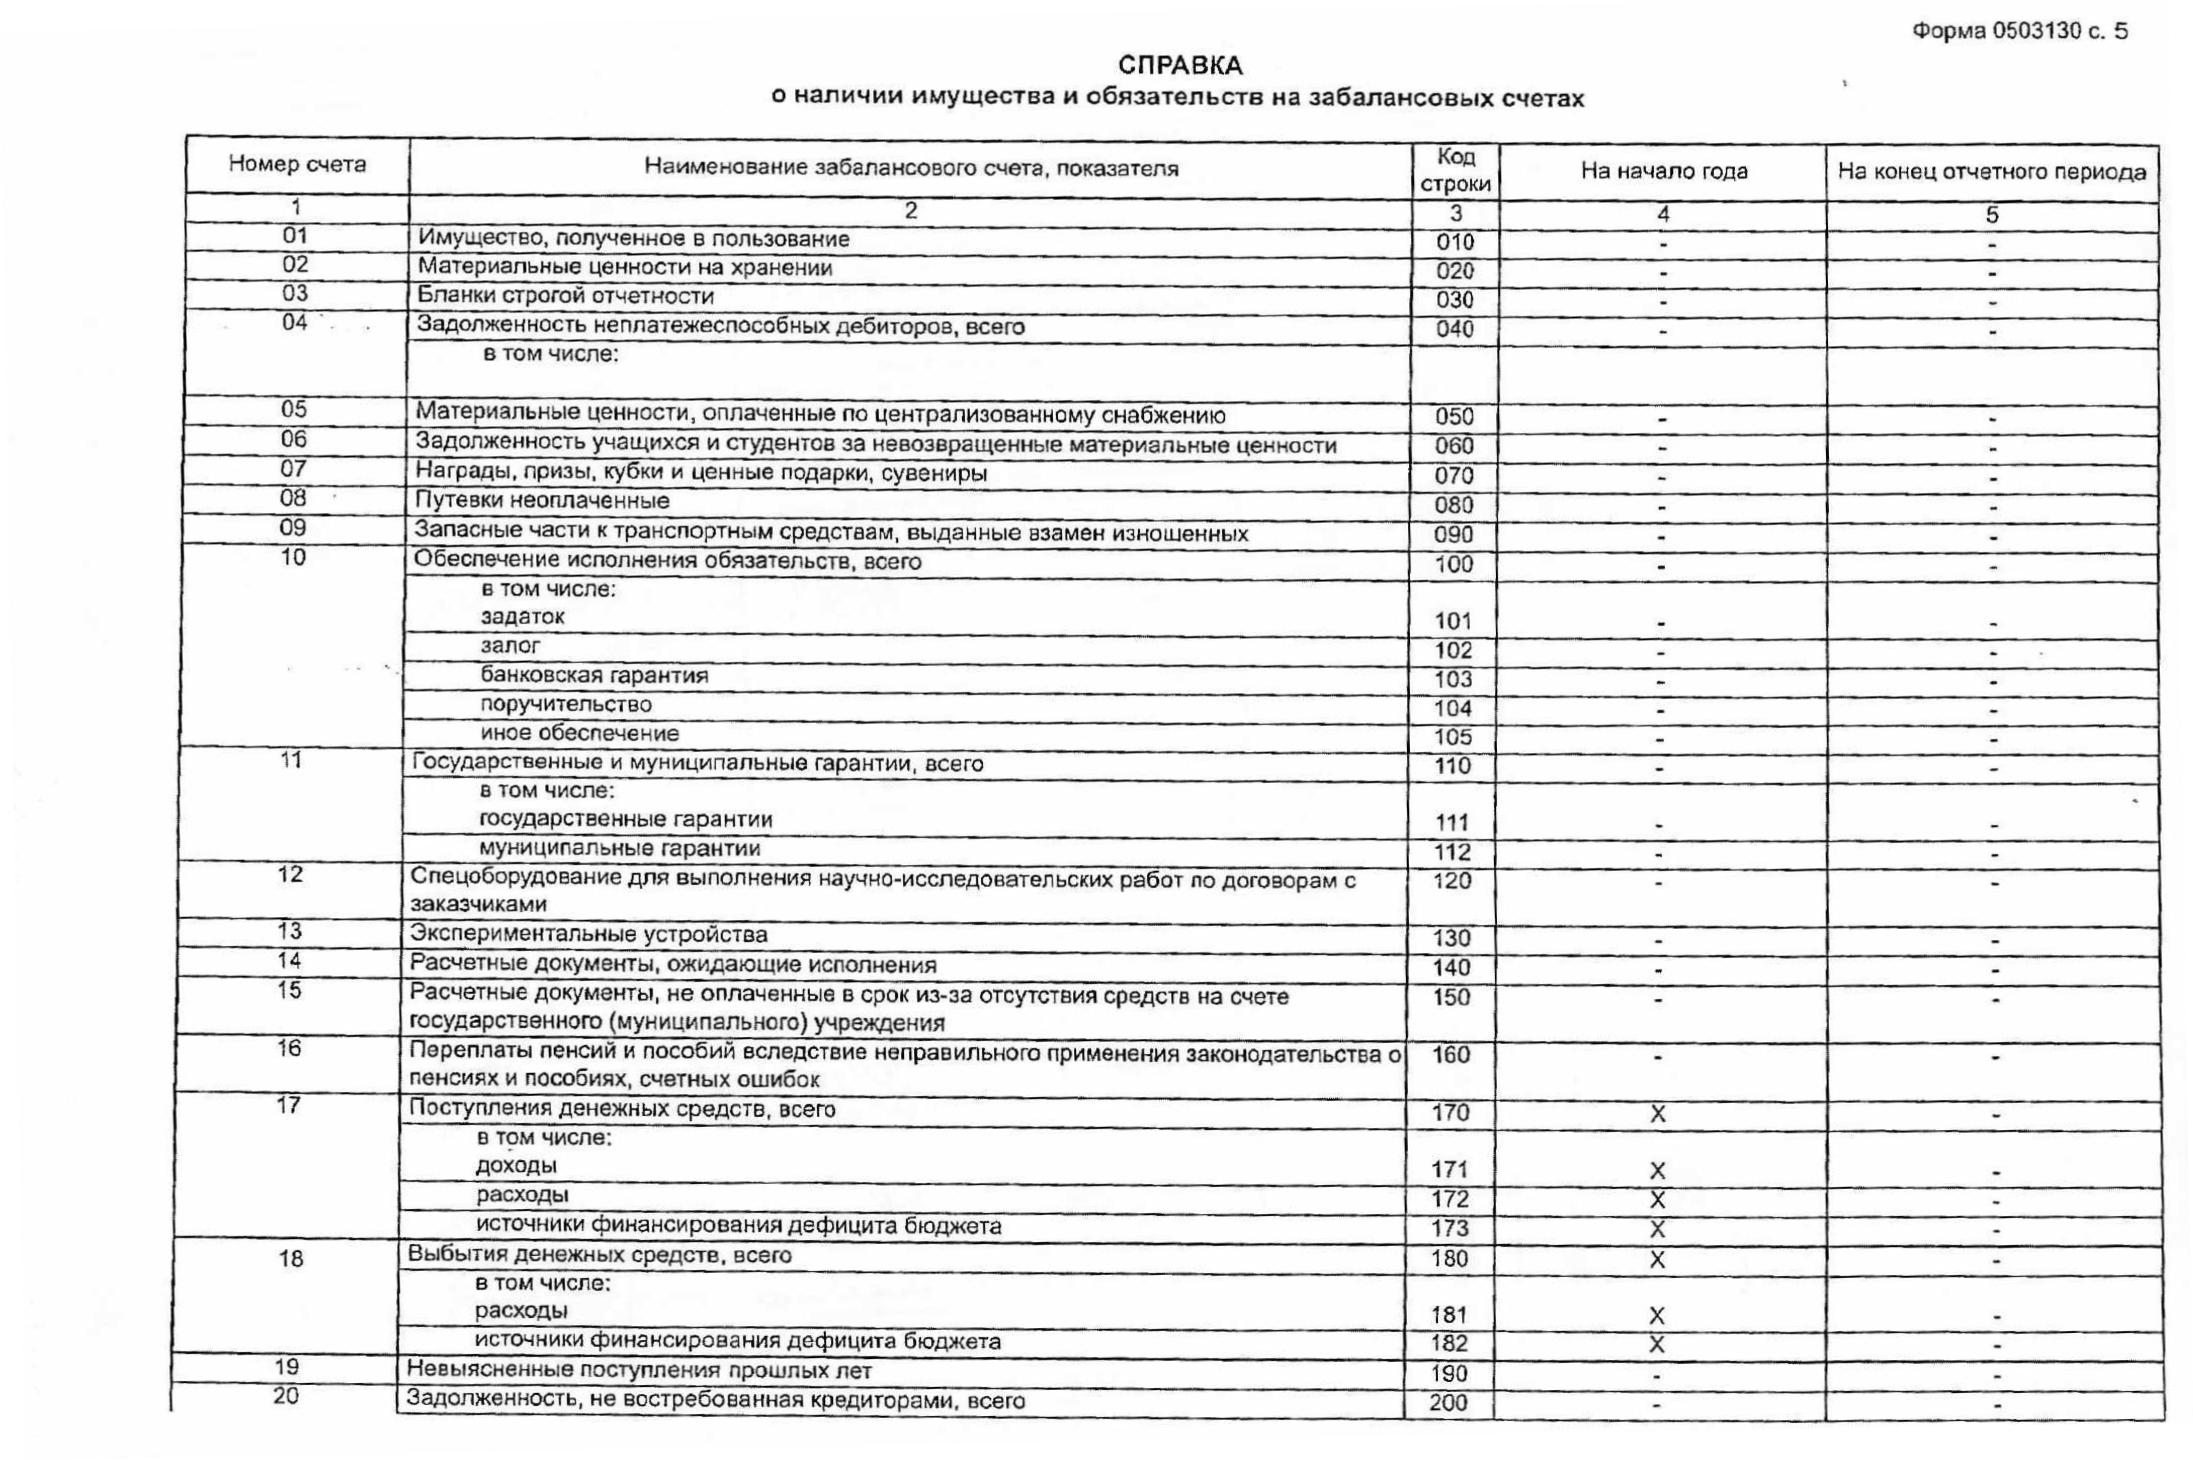 Форма 0503130 с. 5
СПРАВКА
о наличии имущества и обязательств на забалансовых счетах
Номер счета Наименование забалансового счета, показателя Код строки На начало года На конец отчетного периода
1 2 3 4 5
01 Имущество, полученное в пользование 010 - -
02 Материальные ценности на хранении 020 - -
03 Бланки строгой отчетности 030 - -
04 Задолженность неплатежеспособных дебиторов, всего 040 - -
в том числе:
05 Материальные ценности, оплаченные по централизованному снабжению 050 - -
06 Задолженность учащихся и студентов за невозвращенные материальные ценности 060 - -
07 Награды, призы, кубки и ценные подарки, сувениры 070 - -
08 Путевки неоплаченные 080 - -
09 Запасные части к транспортным средствам, выданные взамен изношенных 090 - -
10 Обеспечение исполнения обязательств, всего 100 - -
в том числе:
задаток 101 - -
залог 102 - -
банковская гарантия 103 - -
поручительство 104 - -
иное обеспечение 105 - -
11 Государственные и муниципальные гарантии, всего 110 - -
в том числе:
государственные гарантии 111 - -
муниципальные гарантии 112 - -
12 Спецоборудование для выполнения научно-исследовательских работ по договорам с 120 - -
заказчиками
13 Экспериментальные устройства 130 - -
14 Расчетные документы, ожидающие исполнения 140 - -
15 Расчетные документы, не оплаченные в срок из-за отсутствия средств на счете 150 - -
государственного (муниципального) учреждения
16 Переплаты пенсий и пособий вследствие неправильного применения законодательства о 160 - -
пенсиях и пособиях, счетных ошибок
17 Поступления денежных средств, всего 170 X -
в том числе:
доходы 171 X -
расходы 172 X -
источники финансирования дефицита бюджета 173 X -
18 Выбытия денежных средств, всего 180 X -
в том числе:
расходы 181 X -
источники финансирования дефицита бюджета 182 X -
19 Невыясненные поступления прошлых лет 190 - -
20 Задолженность, не востребованная кредиторами, всего 200 - -